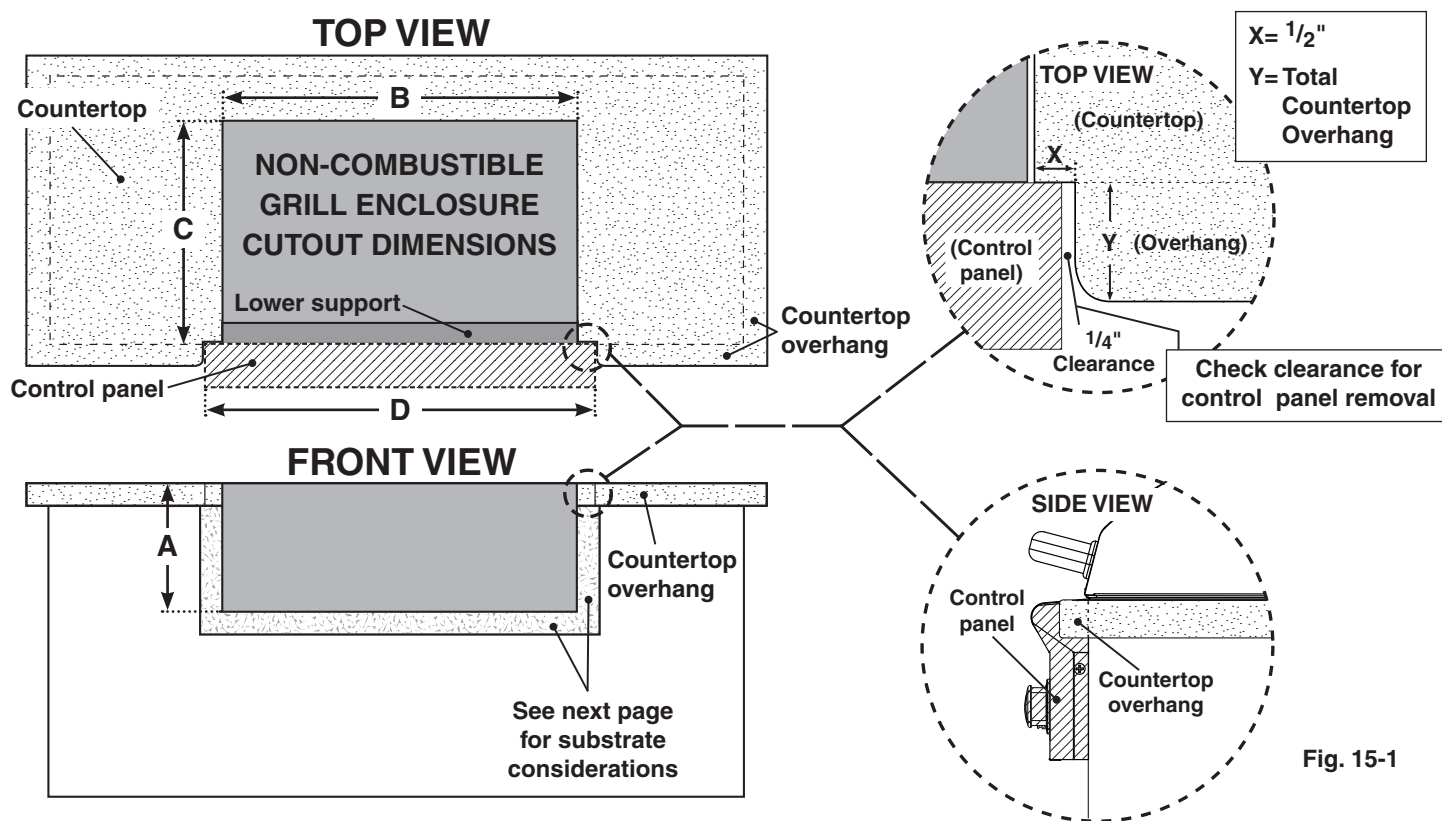 TOP VIEW
Countertop
B
C
NON-COMBUSTIBLE
GRILL ENCLOSURE
CUTOUT DIMENSIONS
Lower support
Countertop
overhang
Control panel
D
X= 1/2"
Y= Total
Countertop
Overhang
TOP VIEW
(Countertop)
X
(Control
panel)
Y (Overhang)
1/4"
Clearance
Check clearance for
control panel removal
FRONT VIEW
A
Countertop
overhang
See next page
for substrate
considerations
SIDE VIEW
Control
panel
Countertop
overhang
Fig. 15-1